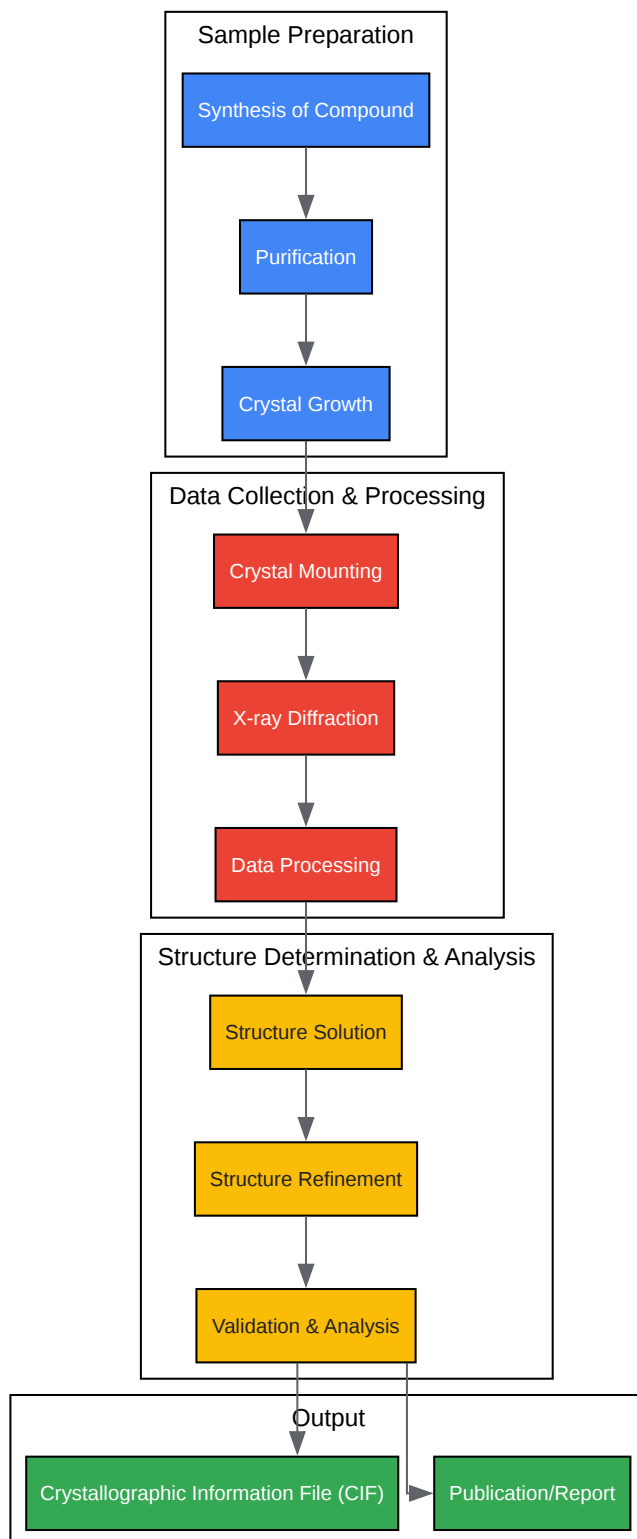 Sample Preparation
Synthesis of Compound
Purification
Crystal Growth
Data Collection & Processing
Crystal Mounting
X-ray Diffraction
Data Processing
Structure Determination & Analysis
Structure Solution
Structure Refinement
Validation & Analysis
Output
Crystallographic Information File (CIF)
Publication/Report